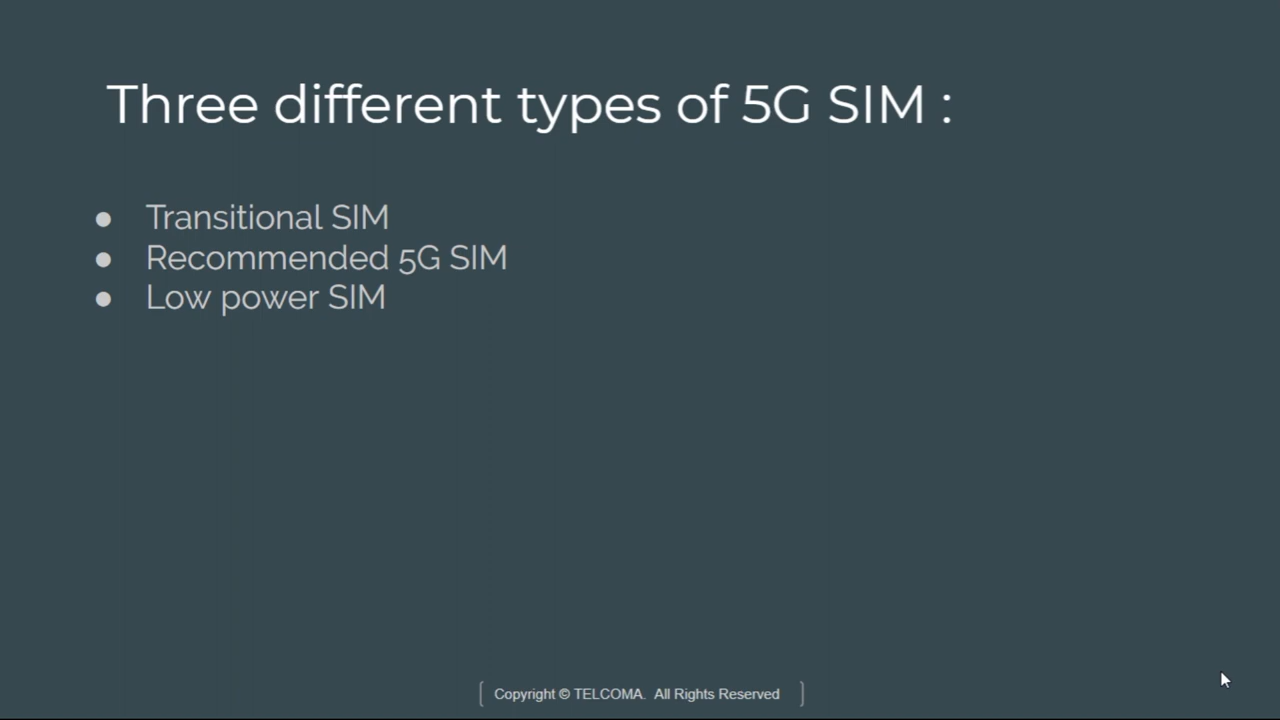 Three different types of 5G SIM :
● Transitional SIM
● Recommended 5G SIM
● Low power SIM
Copyright © TELCOMA. All Rights Reserved